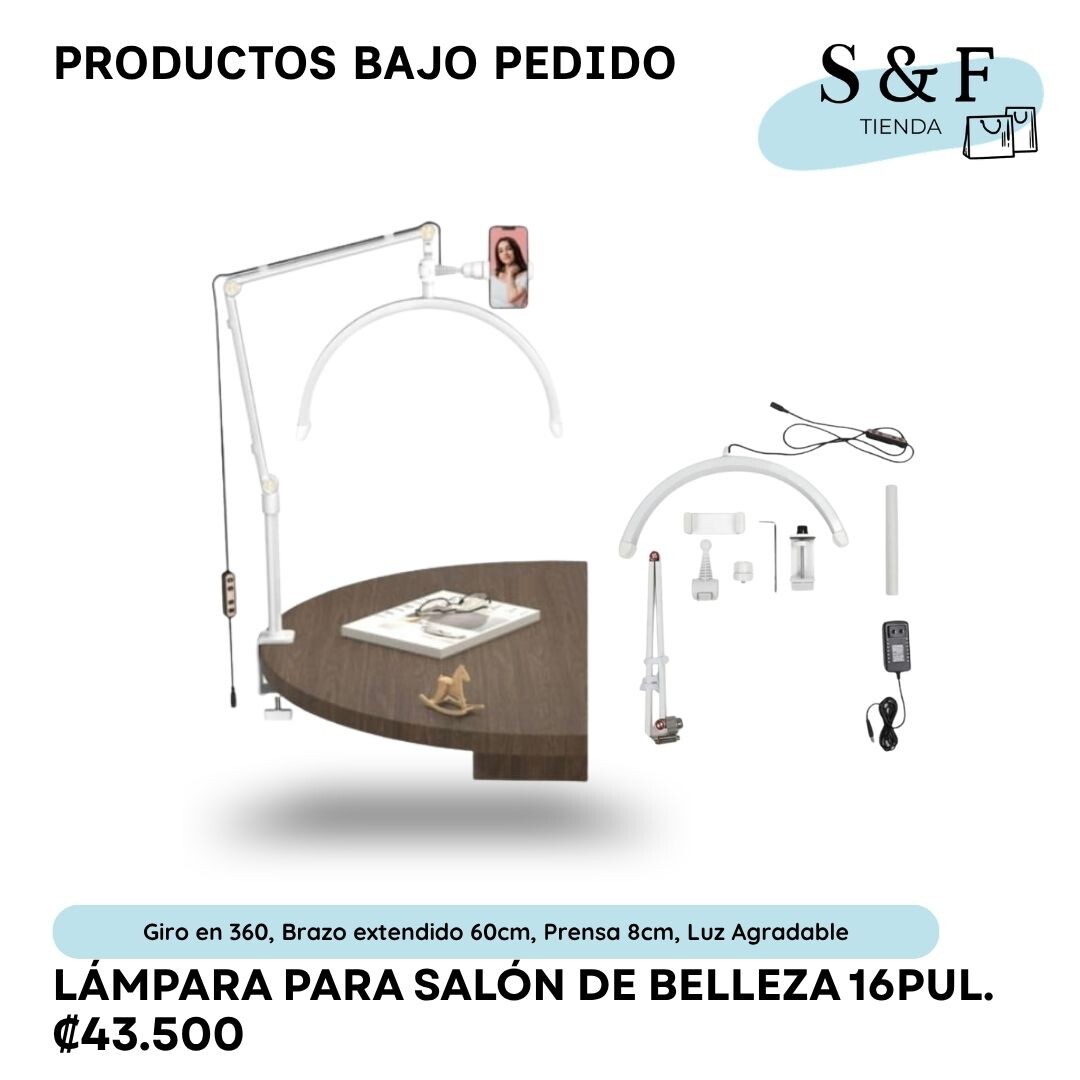 PRODUCTOS BAJO PEDIDO
S & F
TIENDA
Giro en 360, Brazo extendido 60cm, Prensa 8cm, Luz Agradable
LÁMPARA PARA SALÓN DE BELLEZA 16PUL.
₡43.500